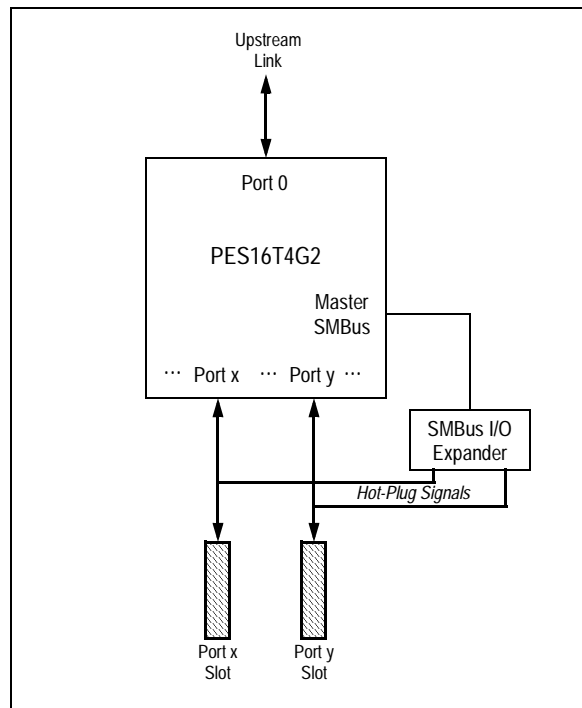 Upstream
Link
Port 0
PES16T4G2
Master
SMBus
··· Port x ··· Port y ···
SMBus I/O
Expander
Hot-Plug Signals
Port x
Slot
Port y
Slot